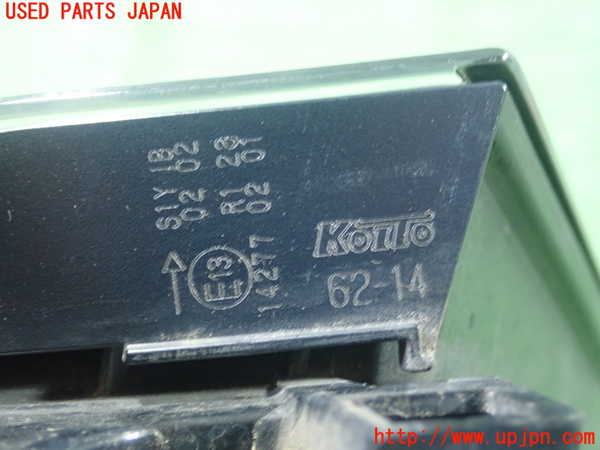 USED PARTS JAPAN
S1Y IB
02 02
R1 28
02 01
E13
14277
KOITO
62-14
http://www.upjpn.com/